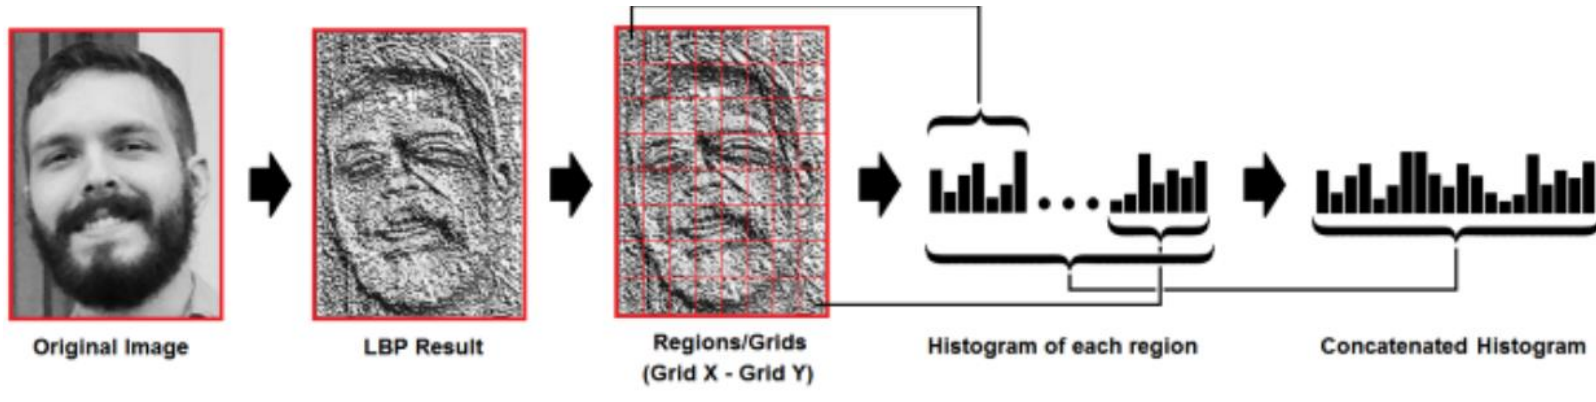 Original Image
LBP Result
Regions/Grids
(Grid X - Grid Y)
Histogram of each region
Concatenated Histogram